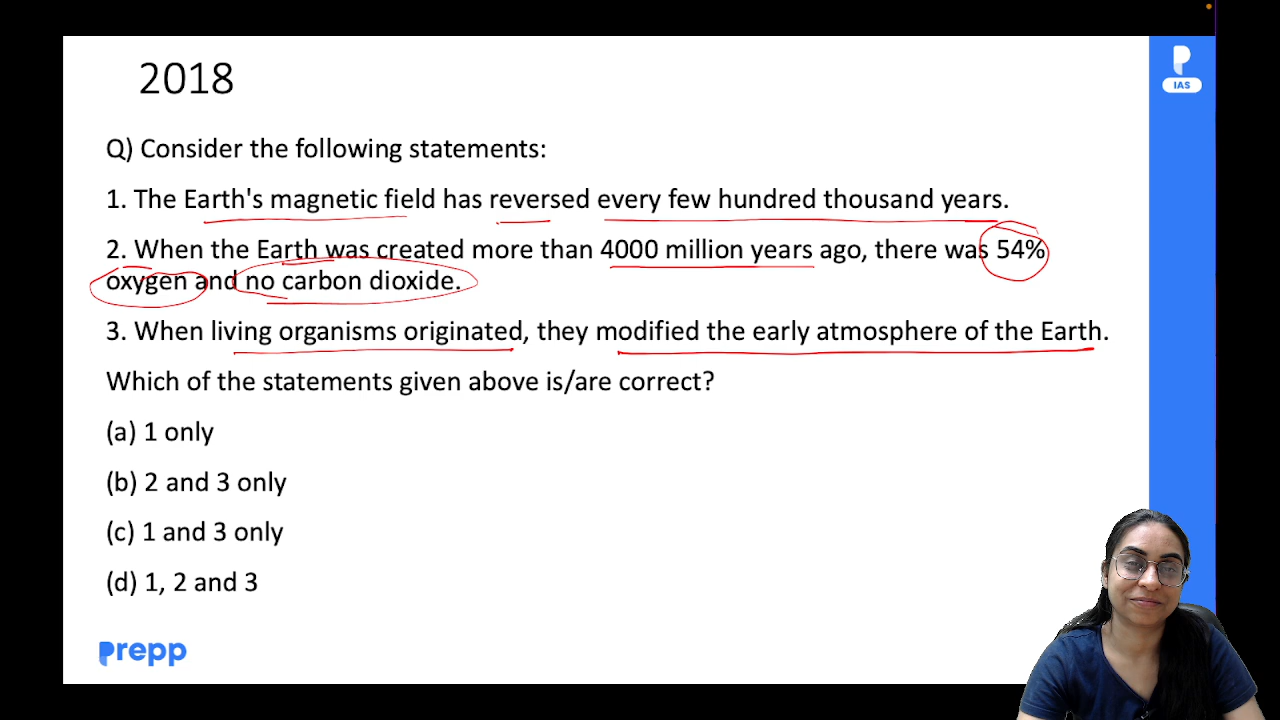 2018
IAS
Q) Consider the following statements:
1. The Earth's magnetic field has reversed every few hundred thousand years.
2. When the Earth was created more than 4000 million years ago, there was 54%
oxygen and no carbon dioxide.
3. When living organisms originated, they modified the early atmosphere of the Earth.
Which of the statements given above is/are correct?
(a) 1 only
(b) 2 and 3 only
(c) 1 and 3 only
(d) 1, 2 and 3
prepp